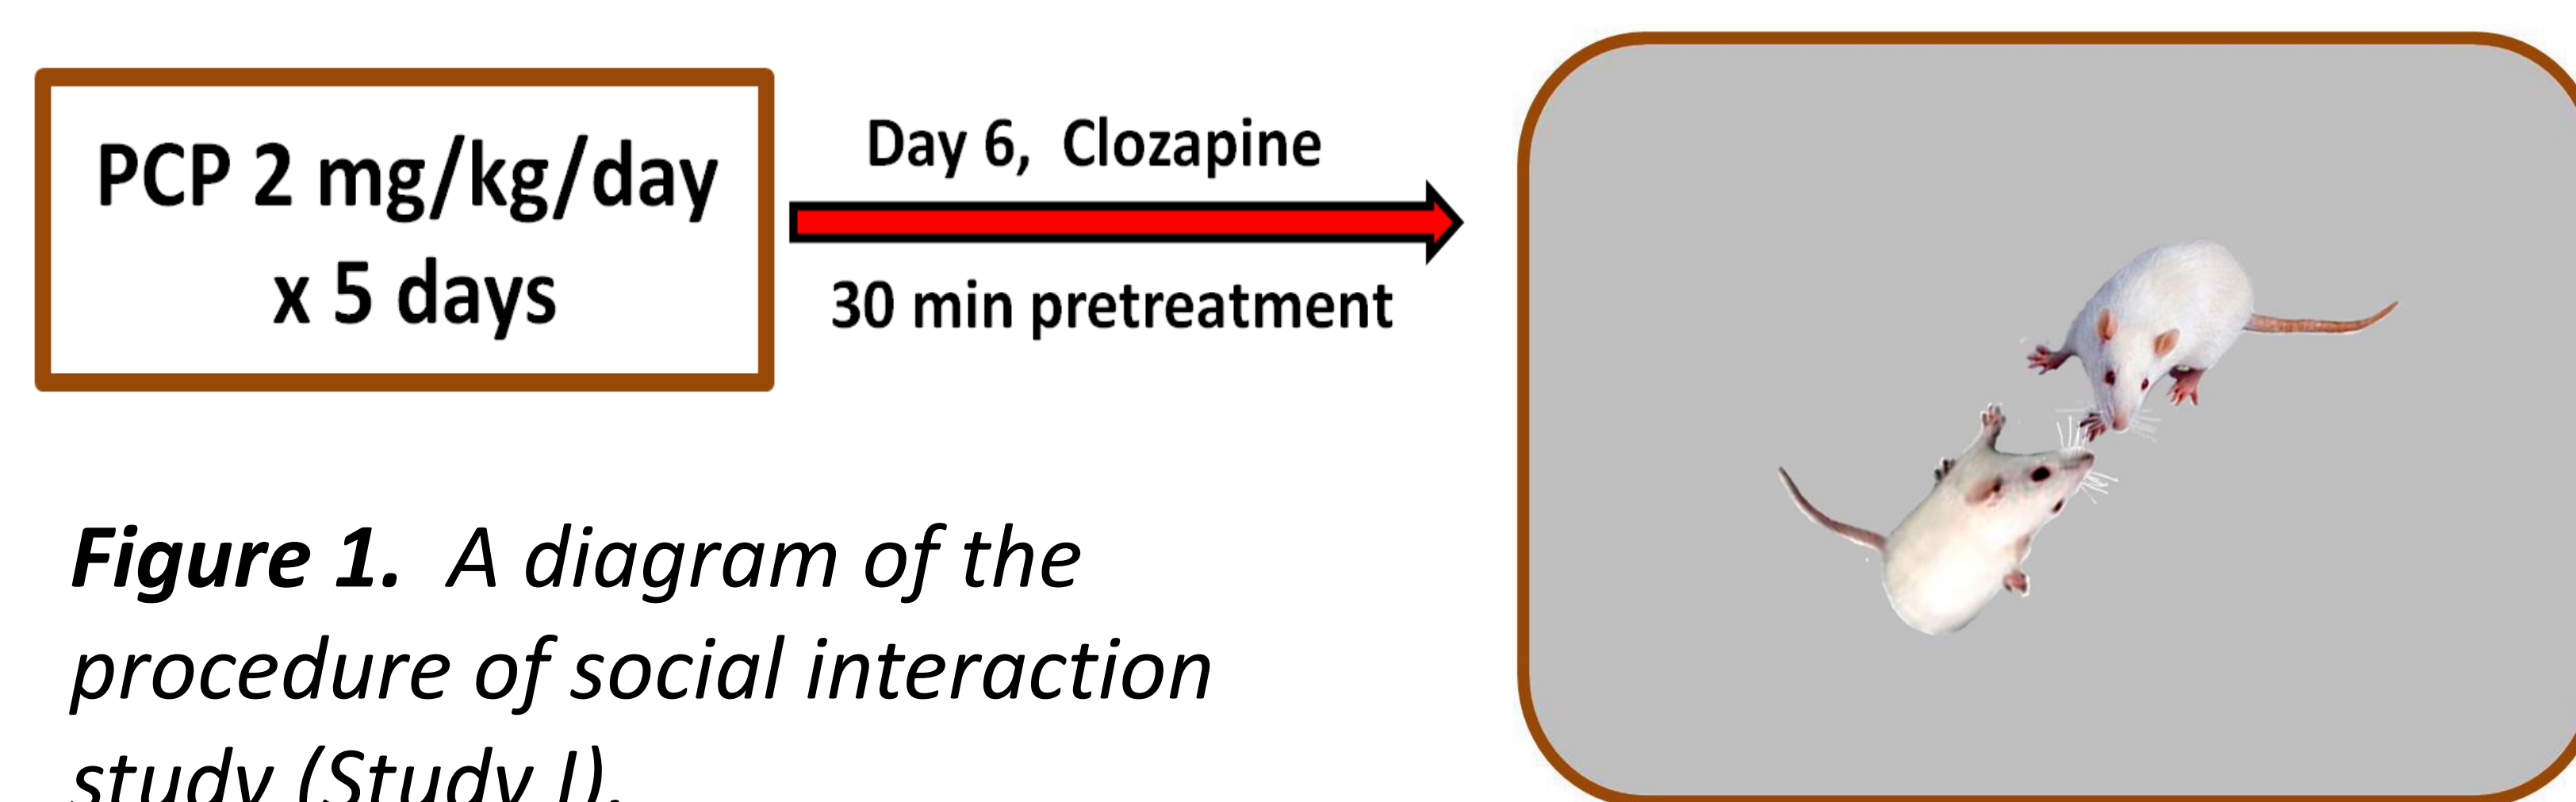 PCP 2 mg/kg/day
x 5 days
Day 6, Clozapine
30 min pretreatment
Figure 1. A diagram of the
procedure of social interaction
study (Study I).